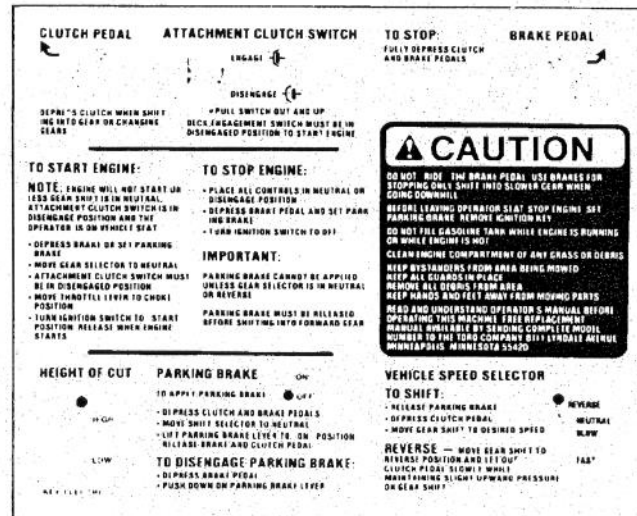 CLUTCH PEDAL
DEPRESS CLUTCH WHEN SHIFT
ING INTO GEAR OR CHANGING
GEARS
ATTACHMENT CLUTCH SWITCH
ENGAGE
DISENGAGE
• PULL SWITCH OUT AND UP
DECK ENGAGEMENT SWITCH MUST BE IN
DISENGAGED POSITION TO START ENGINE
TO STOP:
FULLY DEPRESS CLUTCH
AND BRAKE PEDALS
BRAKE PEDAL
TO START ENGINE:
NOTE: ENGINE WILL NOT START UN
LESS GEAR SHIFT IS IN NEUTRAL,
ATTACHMENT CLUTCH SWITCH IS IN
DISENGAGE POSITION AND THE
OPERATOR IS ON VEHICLE SEAT
• DEPRESS BRAKE OR SET PARKING
BRAKE
• MOVE GEAR SELECTOR TO NEUTRAL
• ATTACHMENT CLUTCH SWITCH MUST
BE IN DISENGAGED POSITION
• MOVE THROTTLE LEVER TO CHOKE
POSITION
• TURN IGNITION SWITCH TO START
POSITION RELEASE WHEN ENGINE
STARTS
TO STOP ENGINE:
• PLACE ALL CONTROLS IN NEUTRAL OR
DISENGAGE POSITION
• DEPRESS BRAKE PEDAL AND SET PARK
ING BRAKE
• TURN IGNITION SWITCH TO OFF
IMPORTANT:
PARKING BRAKE CANNOT BE APPLIED
UNLESS GEAR SELECTOR IS IN NEUTRAL
OR REVERSE
PARKING BRAKE MUST BE RELEASED
BEFORE SHIFTING INTO FORWARD GEAR
CAUTION
DO NOT RIDE THE BRAKE PEDAL USE BRAKES FOR
STOPPING ONLY SHIFT INTO SLOWER GEAR WHEN
GOING DOWNHILL
BEFORE LEAVING OPERATOR SEAT STOP ENGINE SET
PARKING BRAKE REMOVE IGNITION KEY
DO NOT FILL GASOLINE TANK WHILE ENGINE IS RUNNING
OR WHILE ENGINE IS HOT
CLEAN ENGINE COMPARTMENT OF ANY GRASS OR DEBRIS
KEEP BYSTANDERS FROM AREA BEING MOWED
KEEP ALL GUARDS IN PLACE
REMOVE ALL DEBRIS FROM AREA
KEEP HANDS AND FEET AWAY FROM MOVING PARTS
READ AND UNDERSTAND OPERATOR S MANUAL BEFORE
OPERATING THIS MACHINE FREE REPLACEMENT
MANUAL AVAILABLE BY SENDING COMPLETE MODEL
NUMBER TO THE TORO COMPANY 8111 LYNDALE AVENUE
MINNEAPOLIS MINNESOTA 55420
HEIGHT OF CUT
HIGH
LOW
PARKING BRAKE
ON
OFF
TO APPLY PARKING BRAKE
• DEPRESS CLUTCH AND BRAKE PEDALS
• MOVE SHIFT SELECTOR TO NEUTRAL
• LIFT PARKING BRAKE LEVER TO ON POSITION
RELEASE BRAKE AND CLUTCH PEDAL
TO DISENGAGE PARKING BRAKE:
• DEPRESS BRAKE PEDAL
• PUSH DOWN ON PARKING BRAKE LEVER
VEHICLE SPEED SELECTOR
TO SHIFT:
• RELEASE PARKING BRAKE
• DEPRESS CLUTCH PEDAL
• MOVE GEAR SHIFT TO DESIRED SPEED
REVERSE
NEUTRAL
SLOW
FAST
REVERSE — MOVE GEAR SHIFT TO
REVERSE POSITION AND LET OUT
CLUTCH PEDAL SLOWLY WHILE
MAINTAINING SLIGHT UPWARD PRESSURE
ON GEAR SHIFT